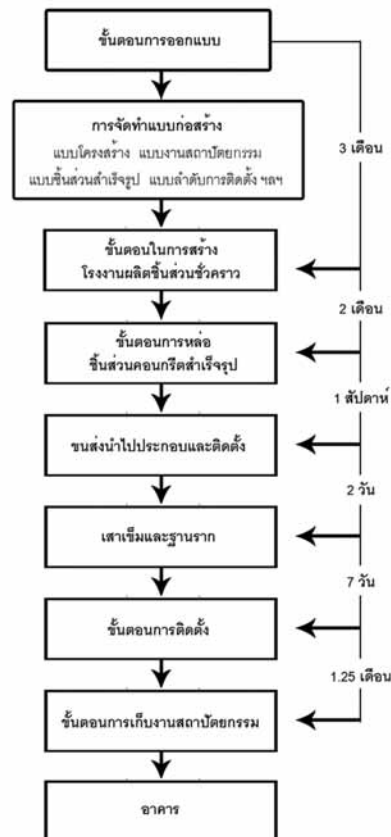 ขั้นตอนการออกแบบ
การจัดทำแบบก่อสร้าง
แบบโครงสร้าง แบบงานสถาปัตยกรรม
แบบชิ้นส่วนสำเร็จรูป แบบลำดับการติดตั้ง ฯลฯ
3 เดือน
ขั้นตอนในการสร้าง
โรงงานผลิตชิ้นส่วนชั่วคราว
2 เดือน
ขั้นตอนการหล่อ
ชิ้นส่วนคอนกรีตสำเร็จรูป
1 สัปดาห์
ขนส่งนำไปประกอบและติดตั้ง
2 วัน
เสาเข็มและฐานราก
7 วัน
ขั้นตอนการติดตั้ง
1.25 เดือน
ขั้นตอนการเก็บงานสถาปัตยกรรม
อาคาร